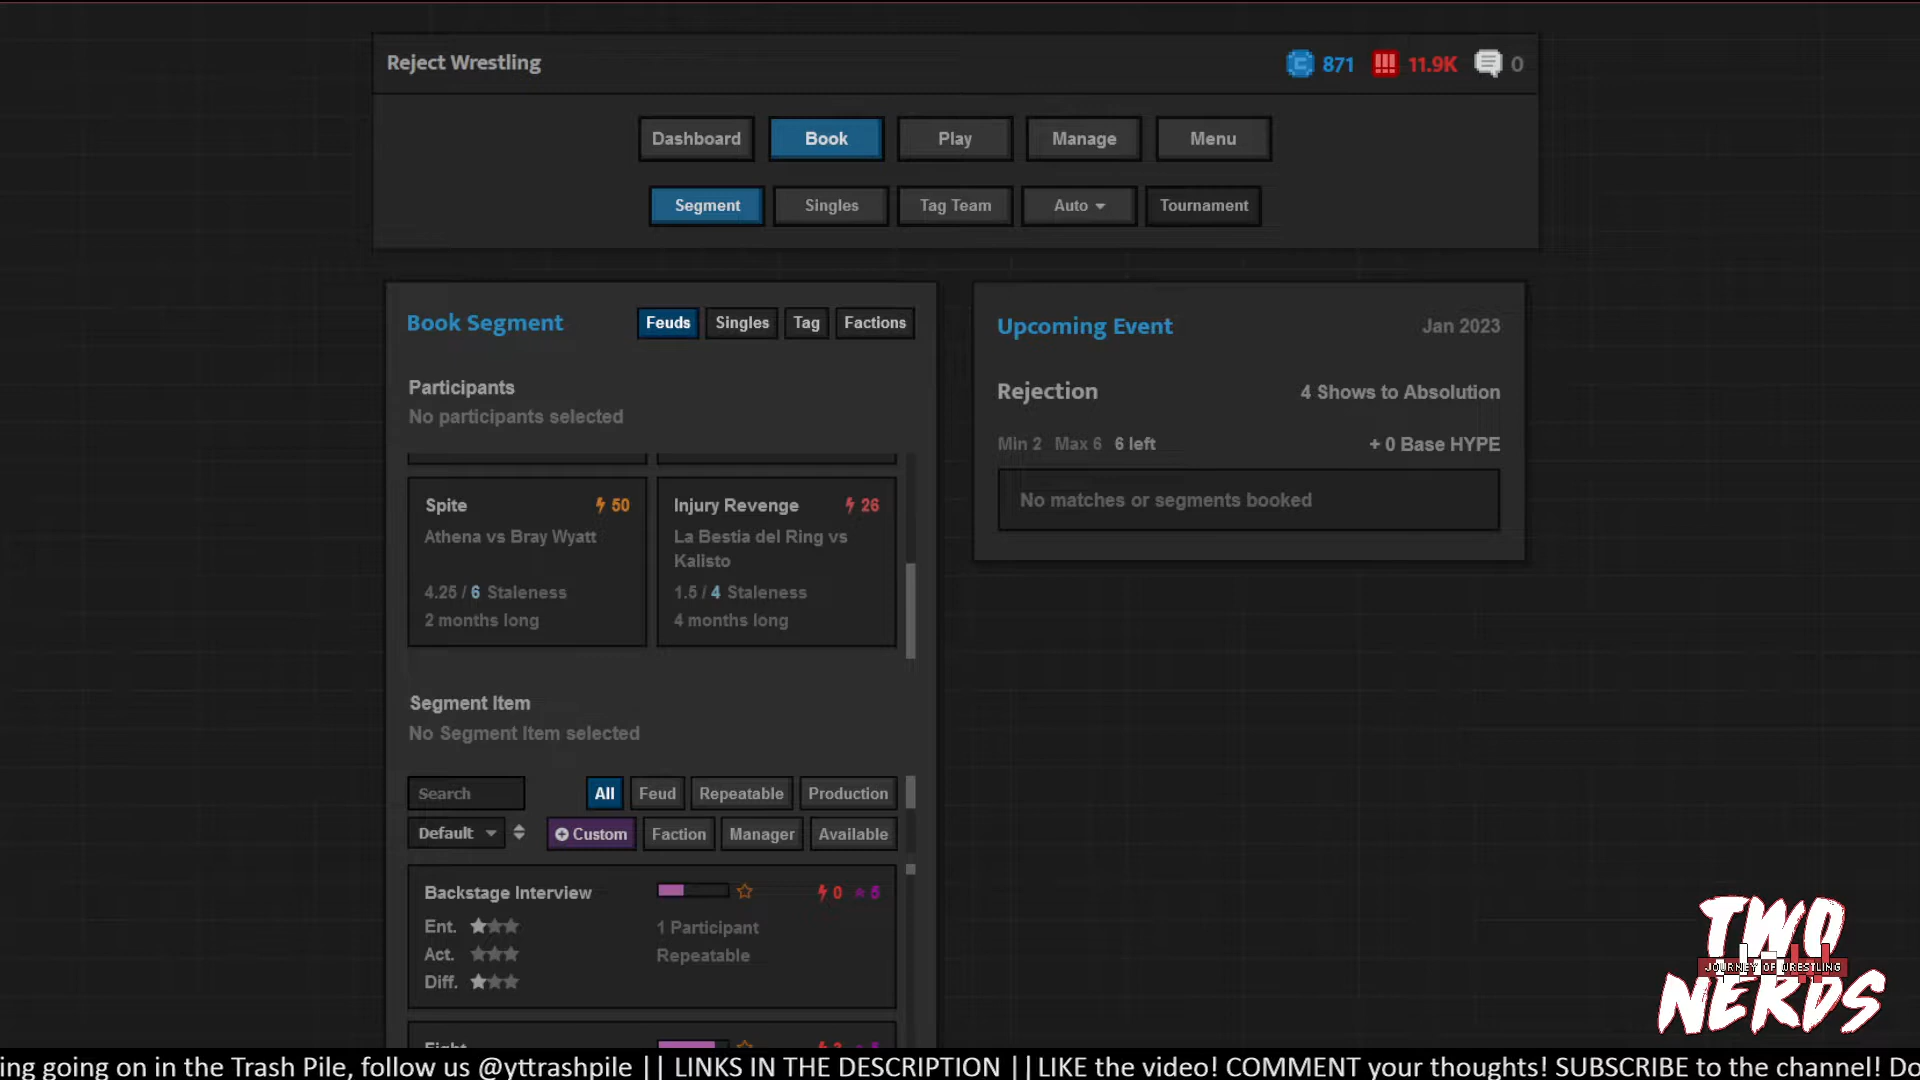 Reject Wrestling
871
11.9K
0
Dashboard
Book
Play
Manage
Menu
Segment
Singles
Tag Team
Auto
Tournament
Book Segment
Feuds
Singles
Tag
Factions
Participants
No participants selected
Spite
50
Athena vs Bray Wyatt
4.25 / 6 Staleness
2 months long
Injury Revenge
26
La Bestia del Ring vs
Kalisto
1.5 / 4 Staleness
4 months long
Segment Item
No Segment Item selected
Search
All
Feud
Repeatable
Production
Default
Custom
Faction
Manager
Available
Backstage Interview
0
5
Ent.
1 Participant
Act.
Repeatable
Diff.
Upcoming Event
Jan 2023
Rejection
4 Shows to Absolution
Min 2 Max 6 6 left
+ 0 Base HYPE
No matches or segments booked
TWO
JOURNEY OF WRESTLING
NERDS
ing going on in the Trash Pile, follow us @yttrashpile || LINKS IN THE DESCRIPTION ||LIKE the video! COMMENT your thoughts! SUBSCRIBE to the channel! Do